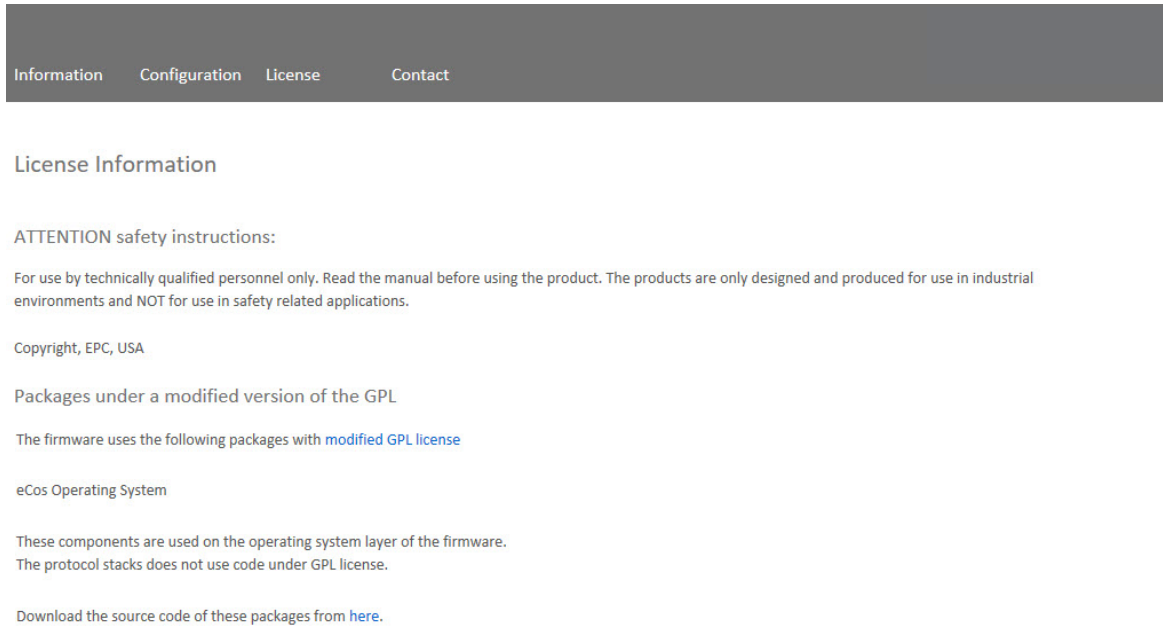 Information Configuration License Contact
License Information
ATTENTION safety instructions:
For use by technically qualified personnel only. Read the manual before using the product. The products are only designed and produced for use in industrial
environments and NOT for use in safety related applications.
Copyright, EPC, USA
Packages under a modified version of the GPL
The firmware uses the following packages with modified GPL license
eCos Operating System
These components are used on the operating system layer of the firmware.
The protocol stacks does not use code under GPL license.
Download the source code of these packages from here.